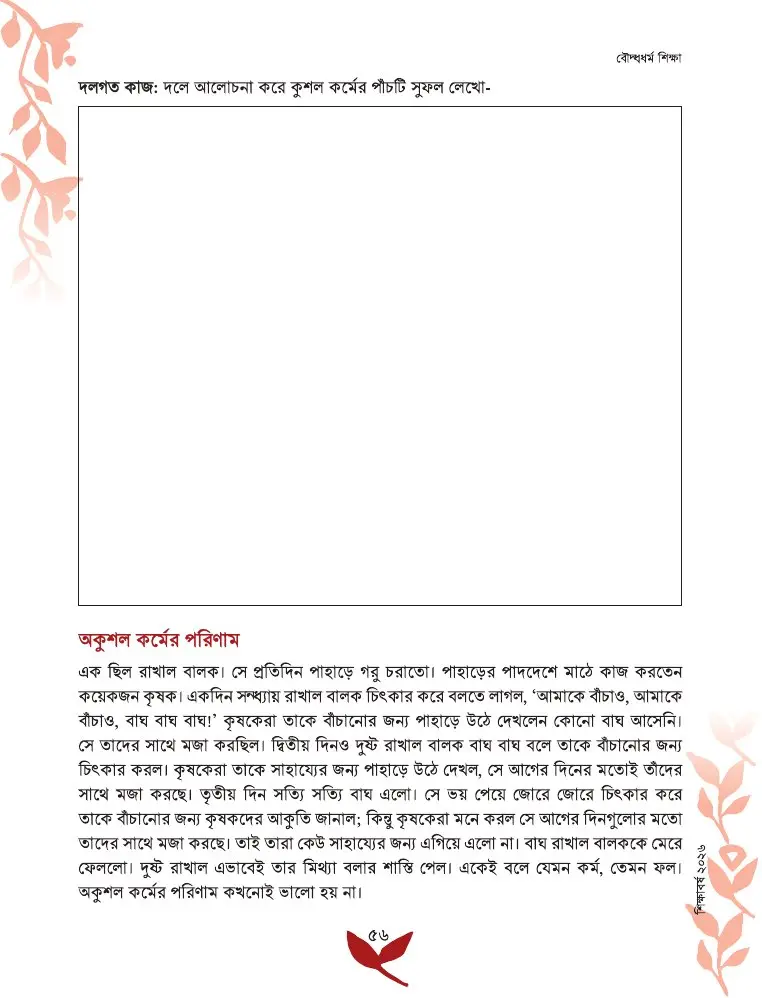 বৌদ্ধধর্ম শিক্ষা
দলগত কাজ: দলে আলোচনা করে কুশল কর্মের পাঁচটি সুফল লেখো-
অকুশল কর্মের পরিণাম
এক ছিল রাখাল বালক। সে প্রতিদিন পাহাড়ে গরু চরাতো। পাহাড়ের পাদদেশে মাঠে কাজ করতেন
কয়েকজন কৃষক। একদিন সন্ধ্যায় রাখাল বালক চিৎকার করে বলতে লাগল, ‘আমাকে বাঁচাও, আমাকে
বাঁচাও, বাঘ বাঘ বাঘ!’ কৃষকেরা তাকে বাঁচানোর জন্য পাহাড়ে উঠে দেখলেন কোনো বাঘ আসেনি।
সে তাদের সাথে মজা করছিল। দ্বিতীয় দিনও দুষ্ট রাখাল বালক বাঘ বাঘ বলে তাকে বাঁচানোর জন্য
চিৎকার করল। কৃষকেরা তাকে সাহায্যের জন্য পাহাড়ে উঠে দেখল, সে আগের দিনের মতোই তাঁদের
সাথে মজা করছে। তৃতীয় দিন সত্যি সত্যি বাঘ এলো। সে ভয় পেয়ে জোরে জোরে চিৎকার করে
তাকে বাঁচানোর জন্য কৃষকদের আকুতি জানাল; কিন্তু কৃষকেরা মনে করল সে আগের দিনগুলোর মতো
তাদের সাথে মজা করছে। তাই তারা কেউ সাহায্যের জন্য এগিয়ে এলো না। বাঘ রাখাল বালককে মেরে
ফেললো। দুষ্ট রাখাল এভাবেই তার মিথ্যা বলার শাস্তি পেল। একেই বলে যেমন কর্ম, তেমন ফল।
অকুশল কর্মের পরিণাম কখনোই ভালো হয় না।
শিক্ষাবর্ষ ২০২৬
৫৬